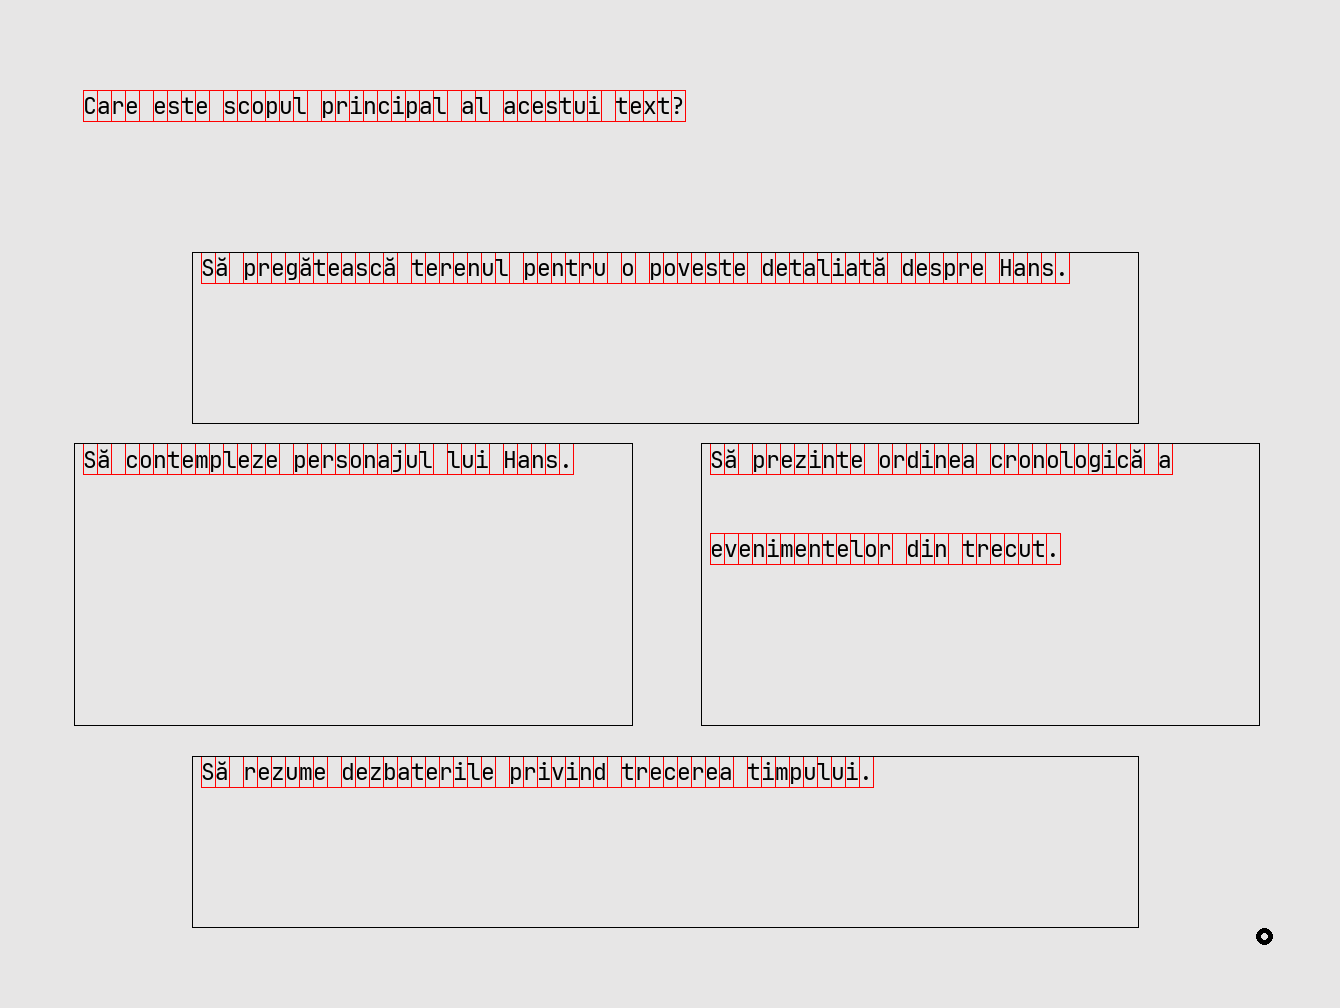 Care este scopul principal al acestui text?
Să pregătească terenul pentru o poveste detaliată despre Hans.
Să contempleze personajul lui Hans.
Să prezinte ordinea cronologică a
evenimentelor din trecut.
Să rezume dezbaterile privind trecerea timpului.